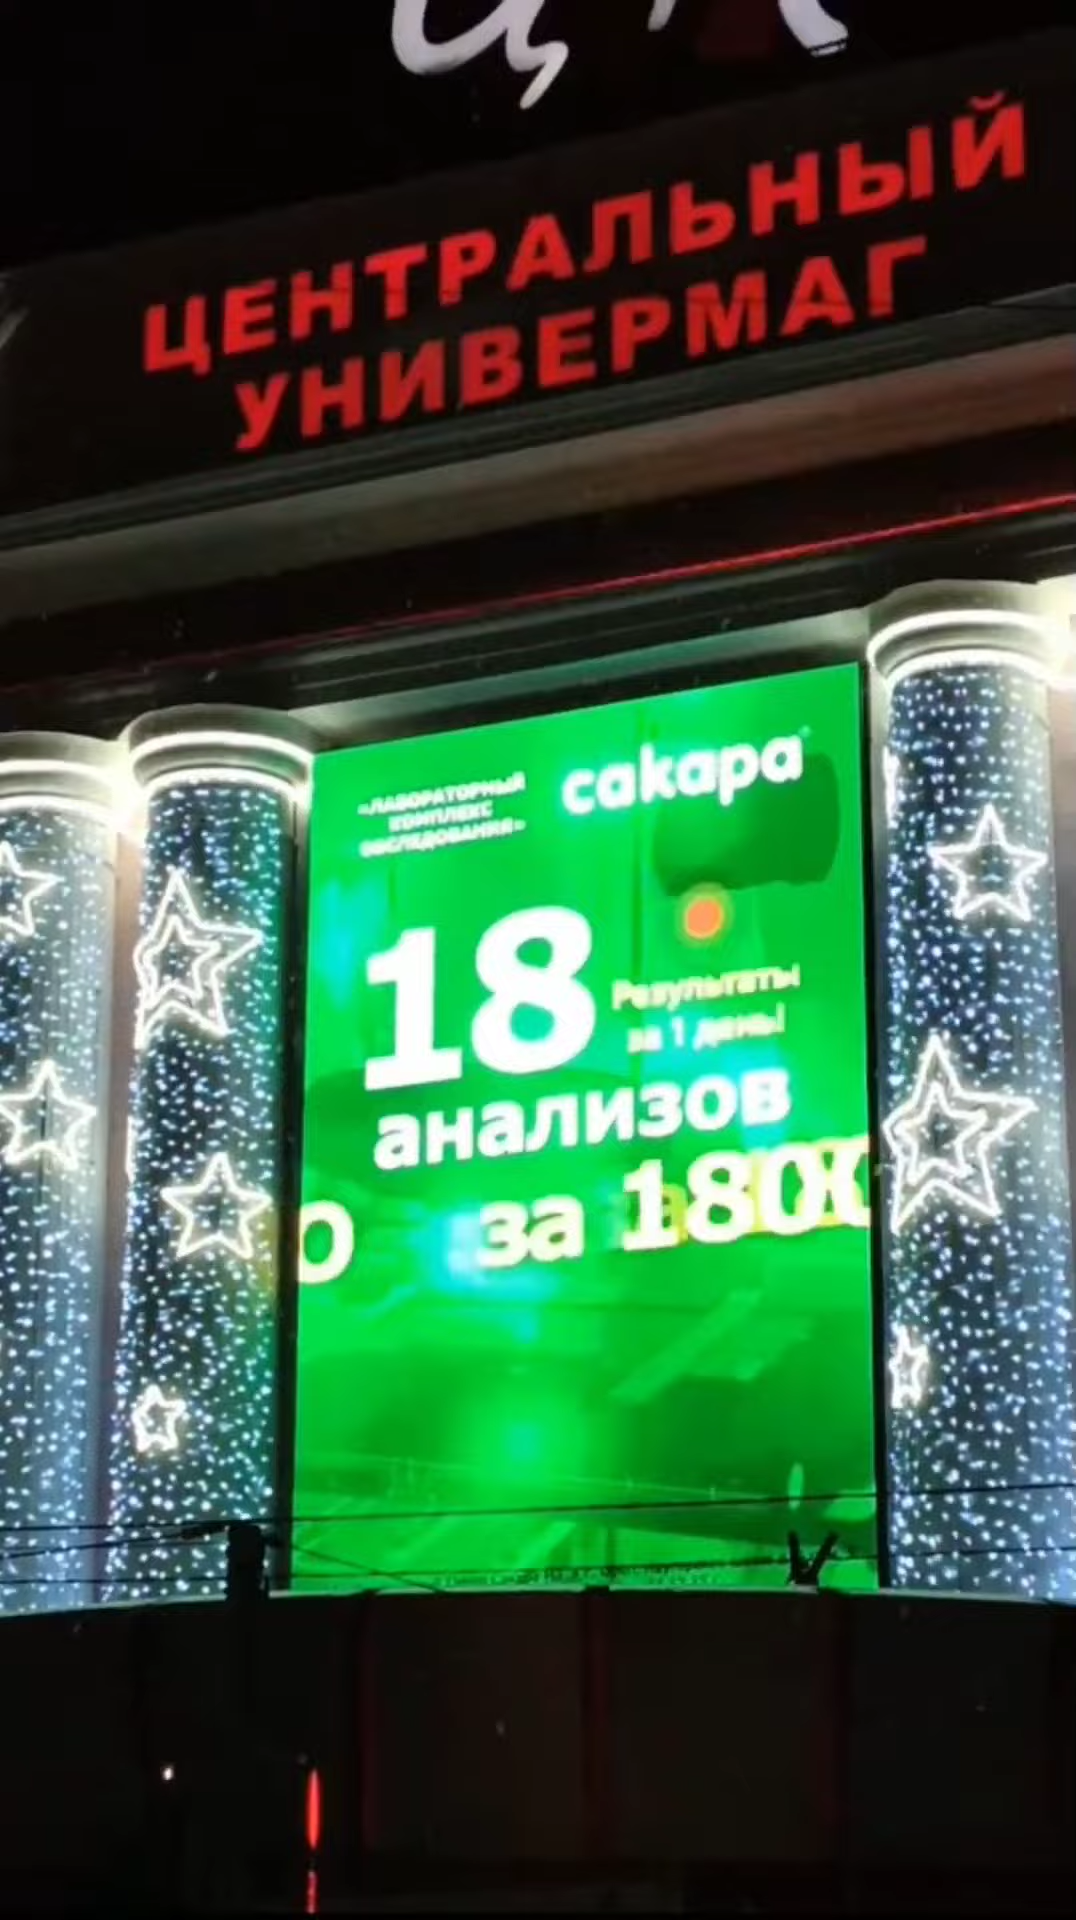 ЦЕНТРАЛЬНЫЙ
УНИВЕРМАГ
«ЛАБОРАТОРНЫЙ
КОМПЛЕКС
ОБСЛЕДОВАНИЯ»
сакара
18
Результаты
за 1 день!
анализов
за 1800